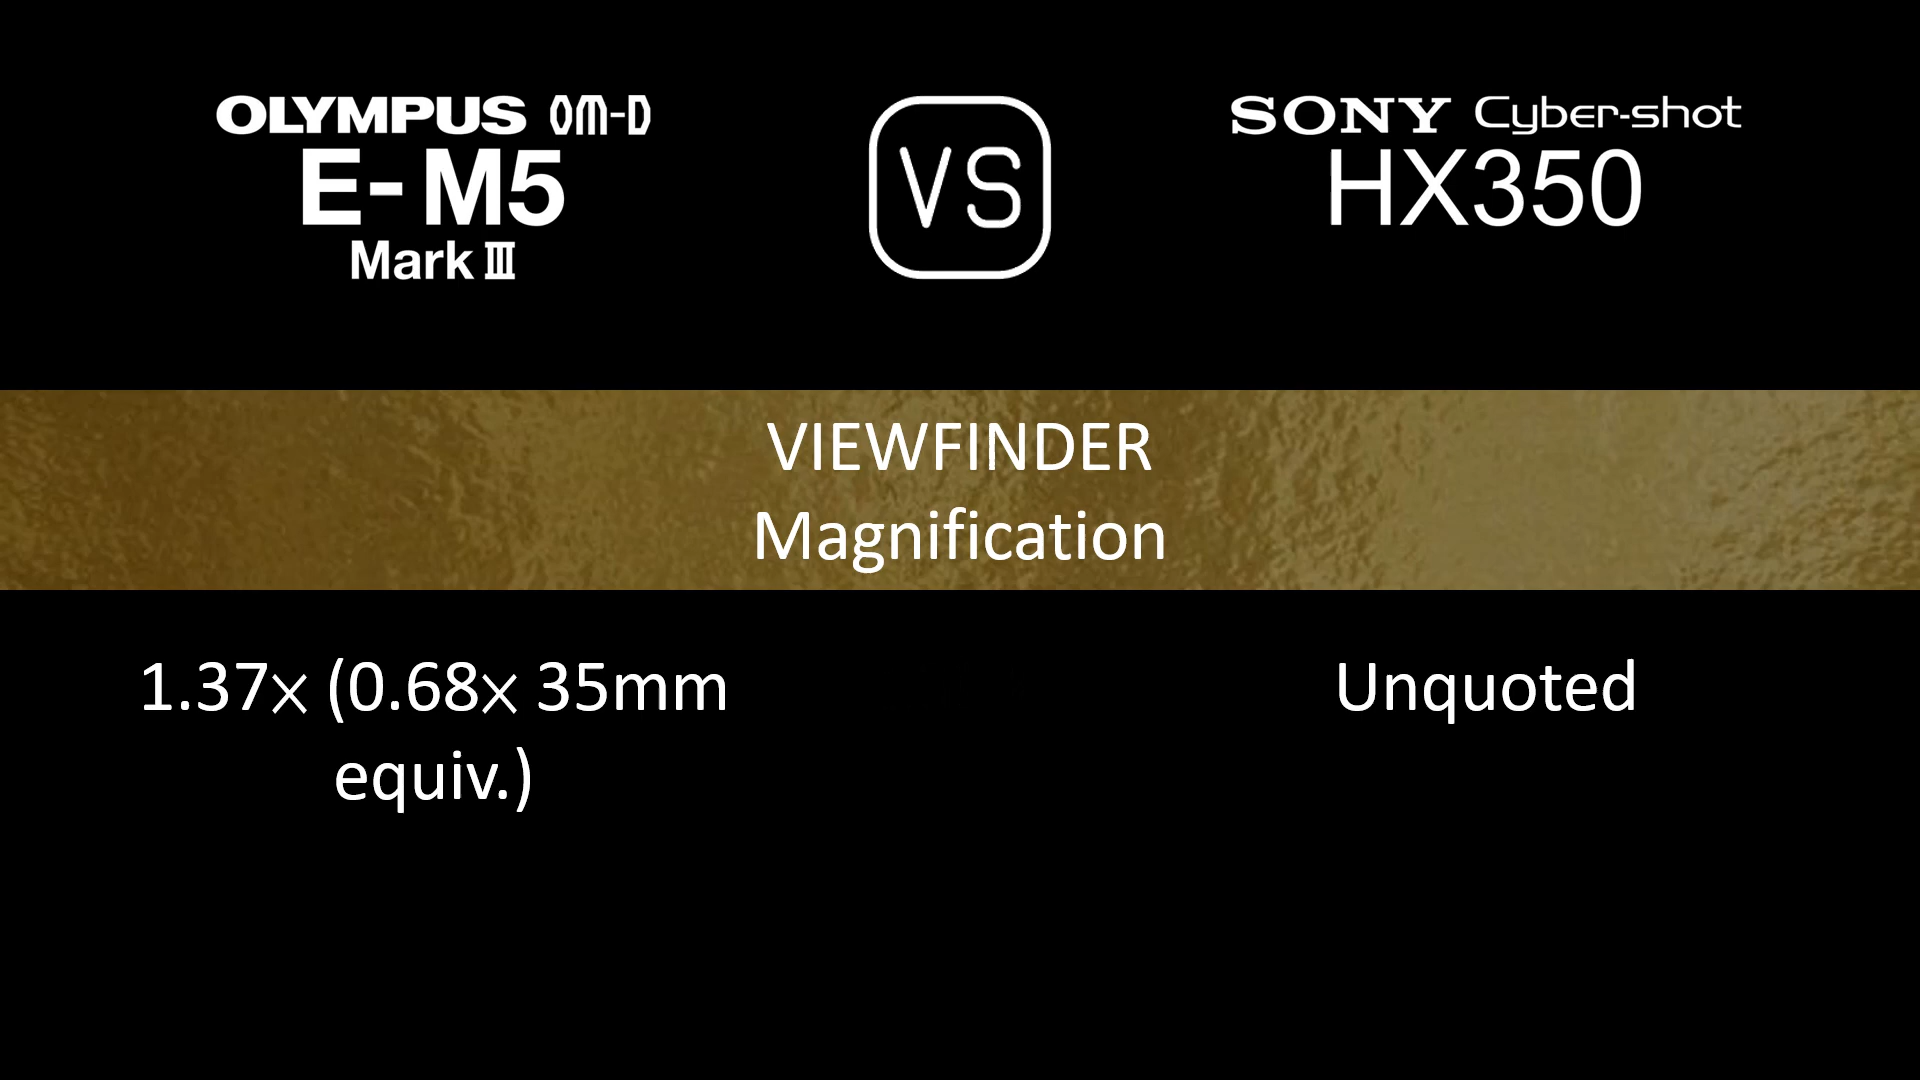 OLYMPUS OM-D
E-M5
Mark III
VS
SONY Cyber-shot
HX350
VIEWFINDER
Magnification
1.37x (0.68x 35mm
equiv.)
Unquoted